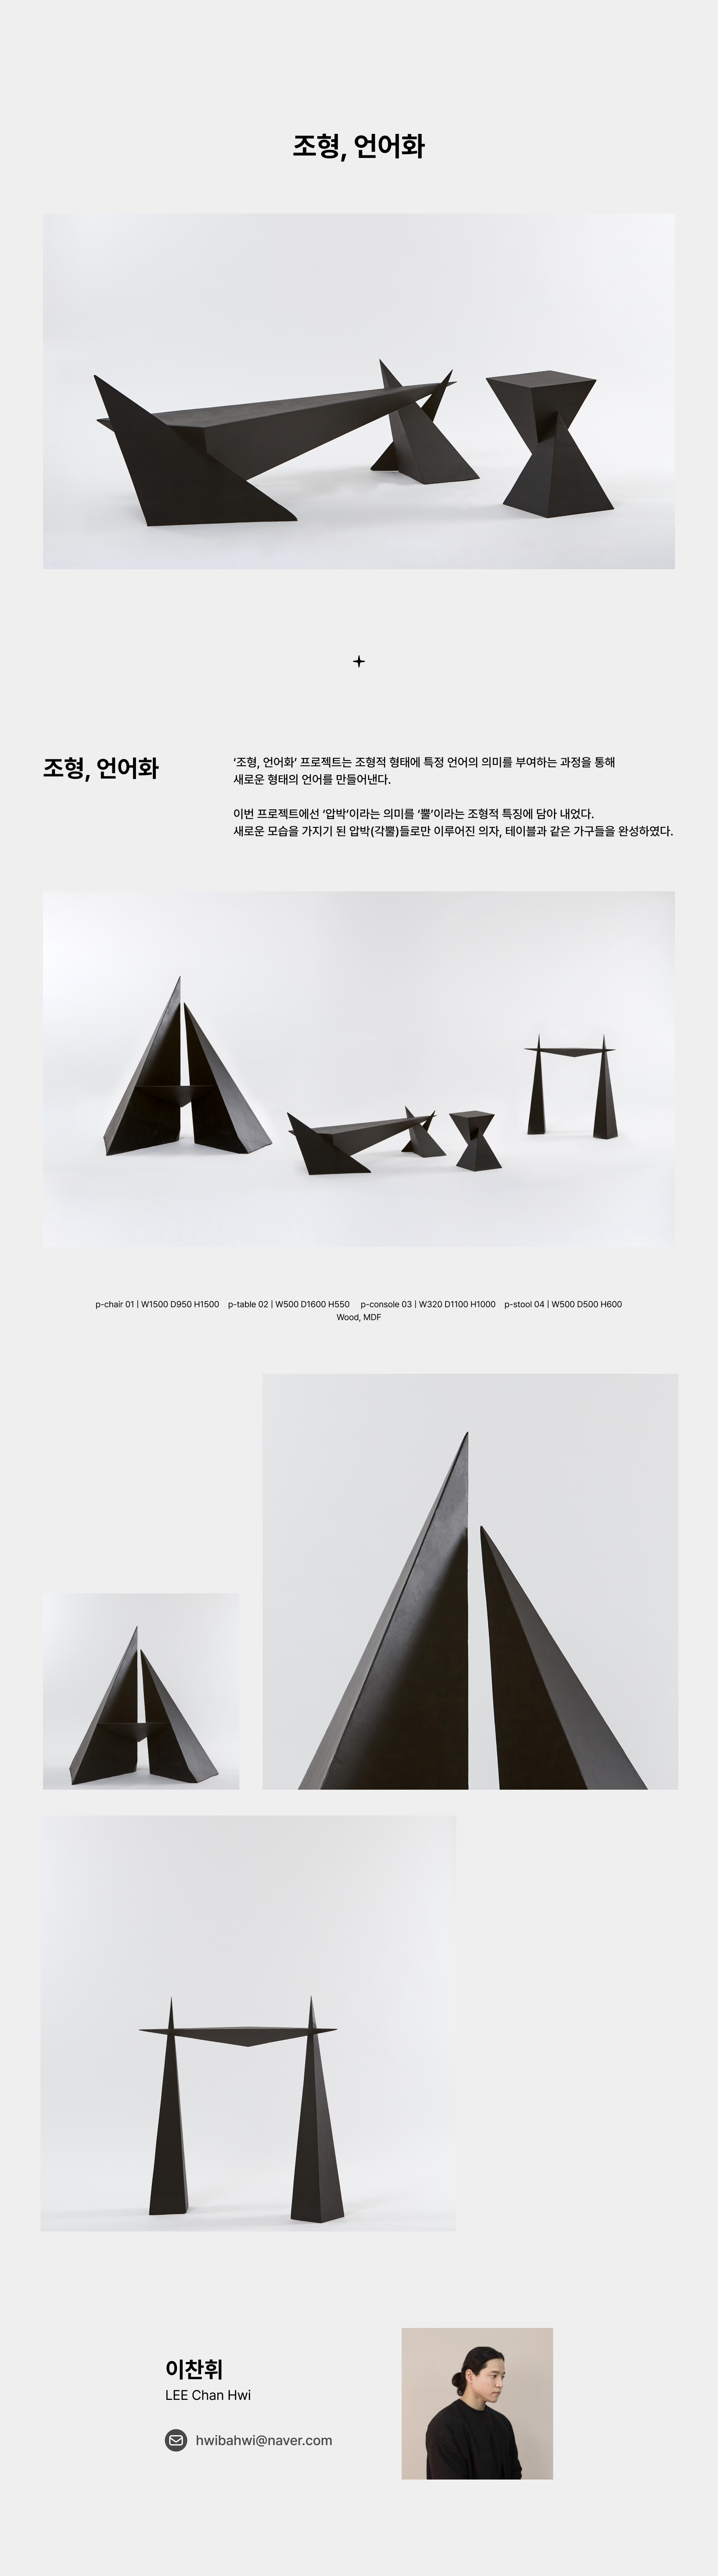 조형, 언어화
조형, 언어화
‘조형, 언어화’ 프로젝트는 조형적 형태에 특정 언어의 의미를 부여하는 과정을 통해
새로운 형태의 언어를 만들어낸다.
이번 프로젝트에선 ‘압박’이라는 의미를 ‘뿔’이라는 조형적 특징에 담아 내었다.
새로운 모습을 가지기 된 압박(각뿔)들로만 이루어진 의자, 테이블과 같은 가구들을 완성하였다.
p-chair 01 | W1500 D950 H1500 p-table 02 | W500 D1600 H550 p-console 03 | W320 D1100 H1000 p-stool 04 | W500 D500 H600
Wood, MDF
이찬휘
LEE Chan Hwi
hwibahwi@naver.com